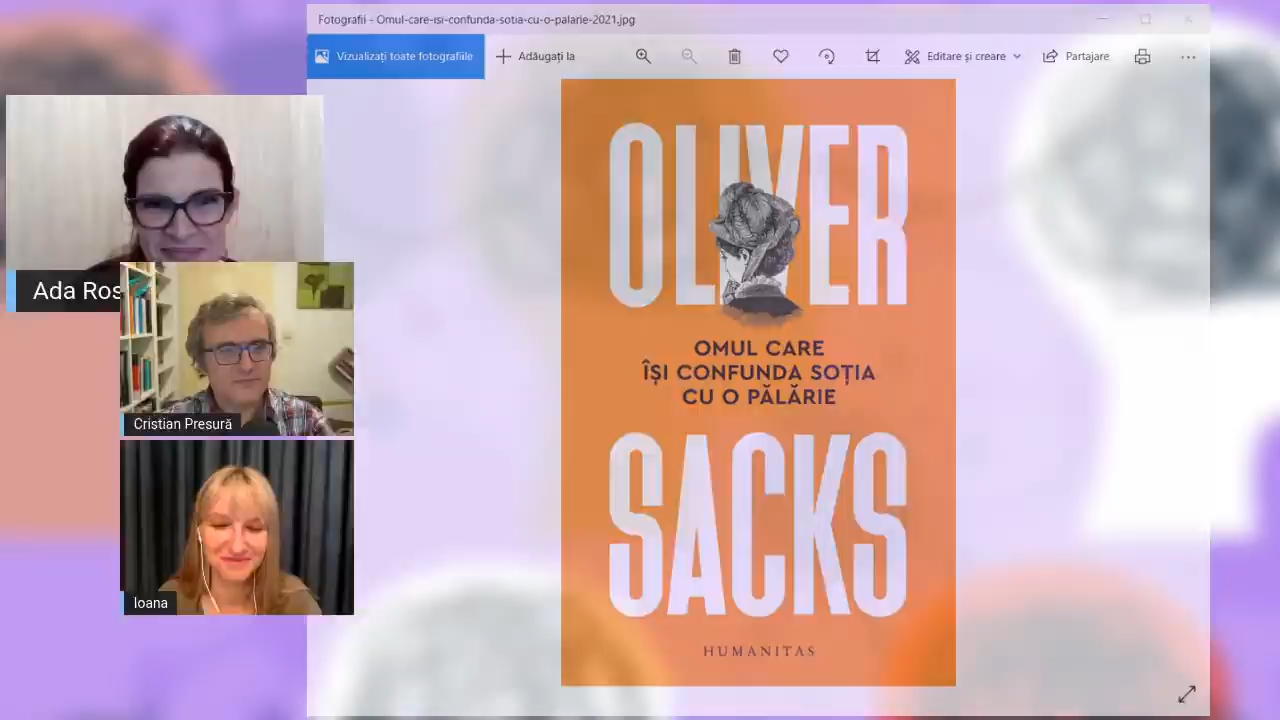 Fotografii - Omul-care-isi-confunda-sotia-cu-o-palarie-2021.jpg
Vizualizați toate fotografiile
Adăugați la
Editare și creare
Partajare
Ada Ros
Cristian Presură
Ioana
OLIVER
OMUL CARE
ÎȘI CONFUNDA SOȚIA
CU O PĂLĂRIE
SACKS
HUMANITAS